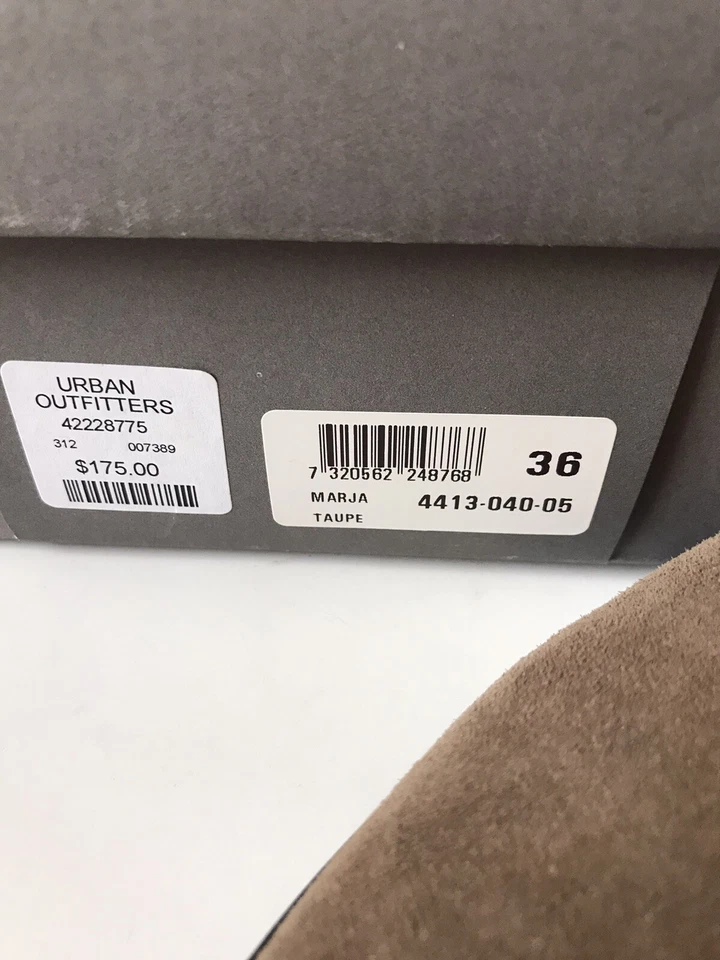 URBAN
OUTFITTERS
42228775
312 007389
$175.00
7 320562 248768
36
MARJA 4413-040-05
TAUPE